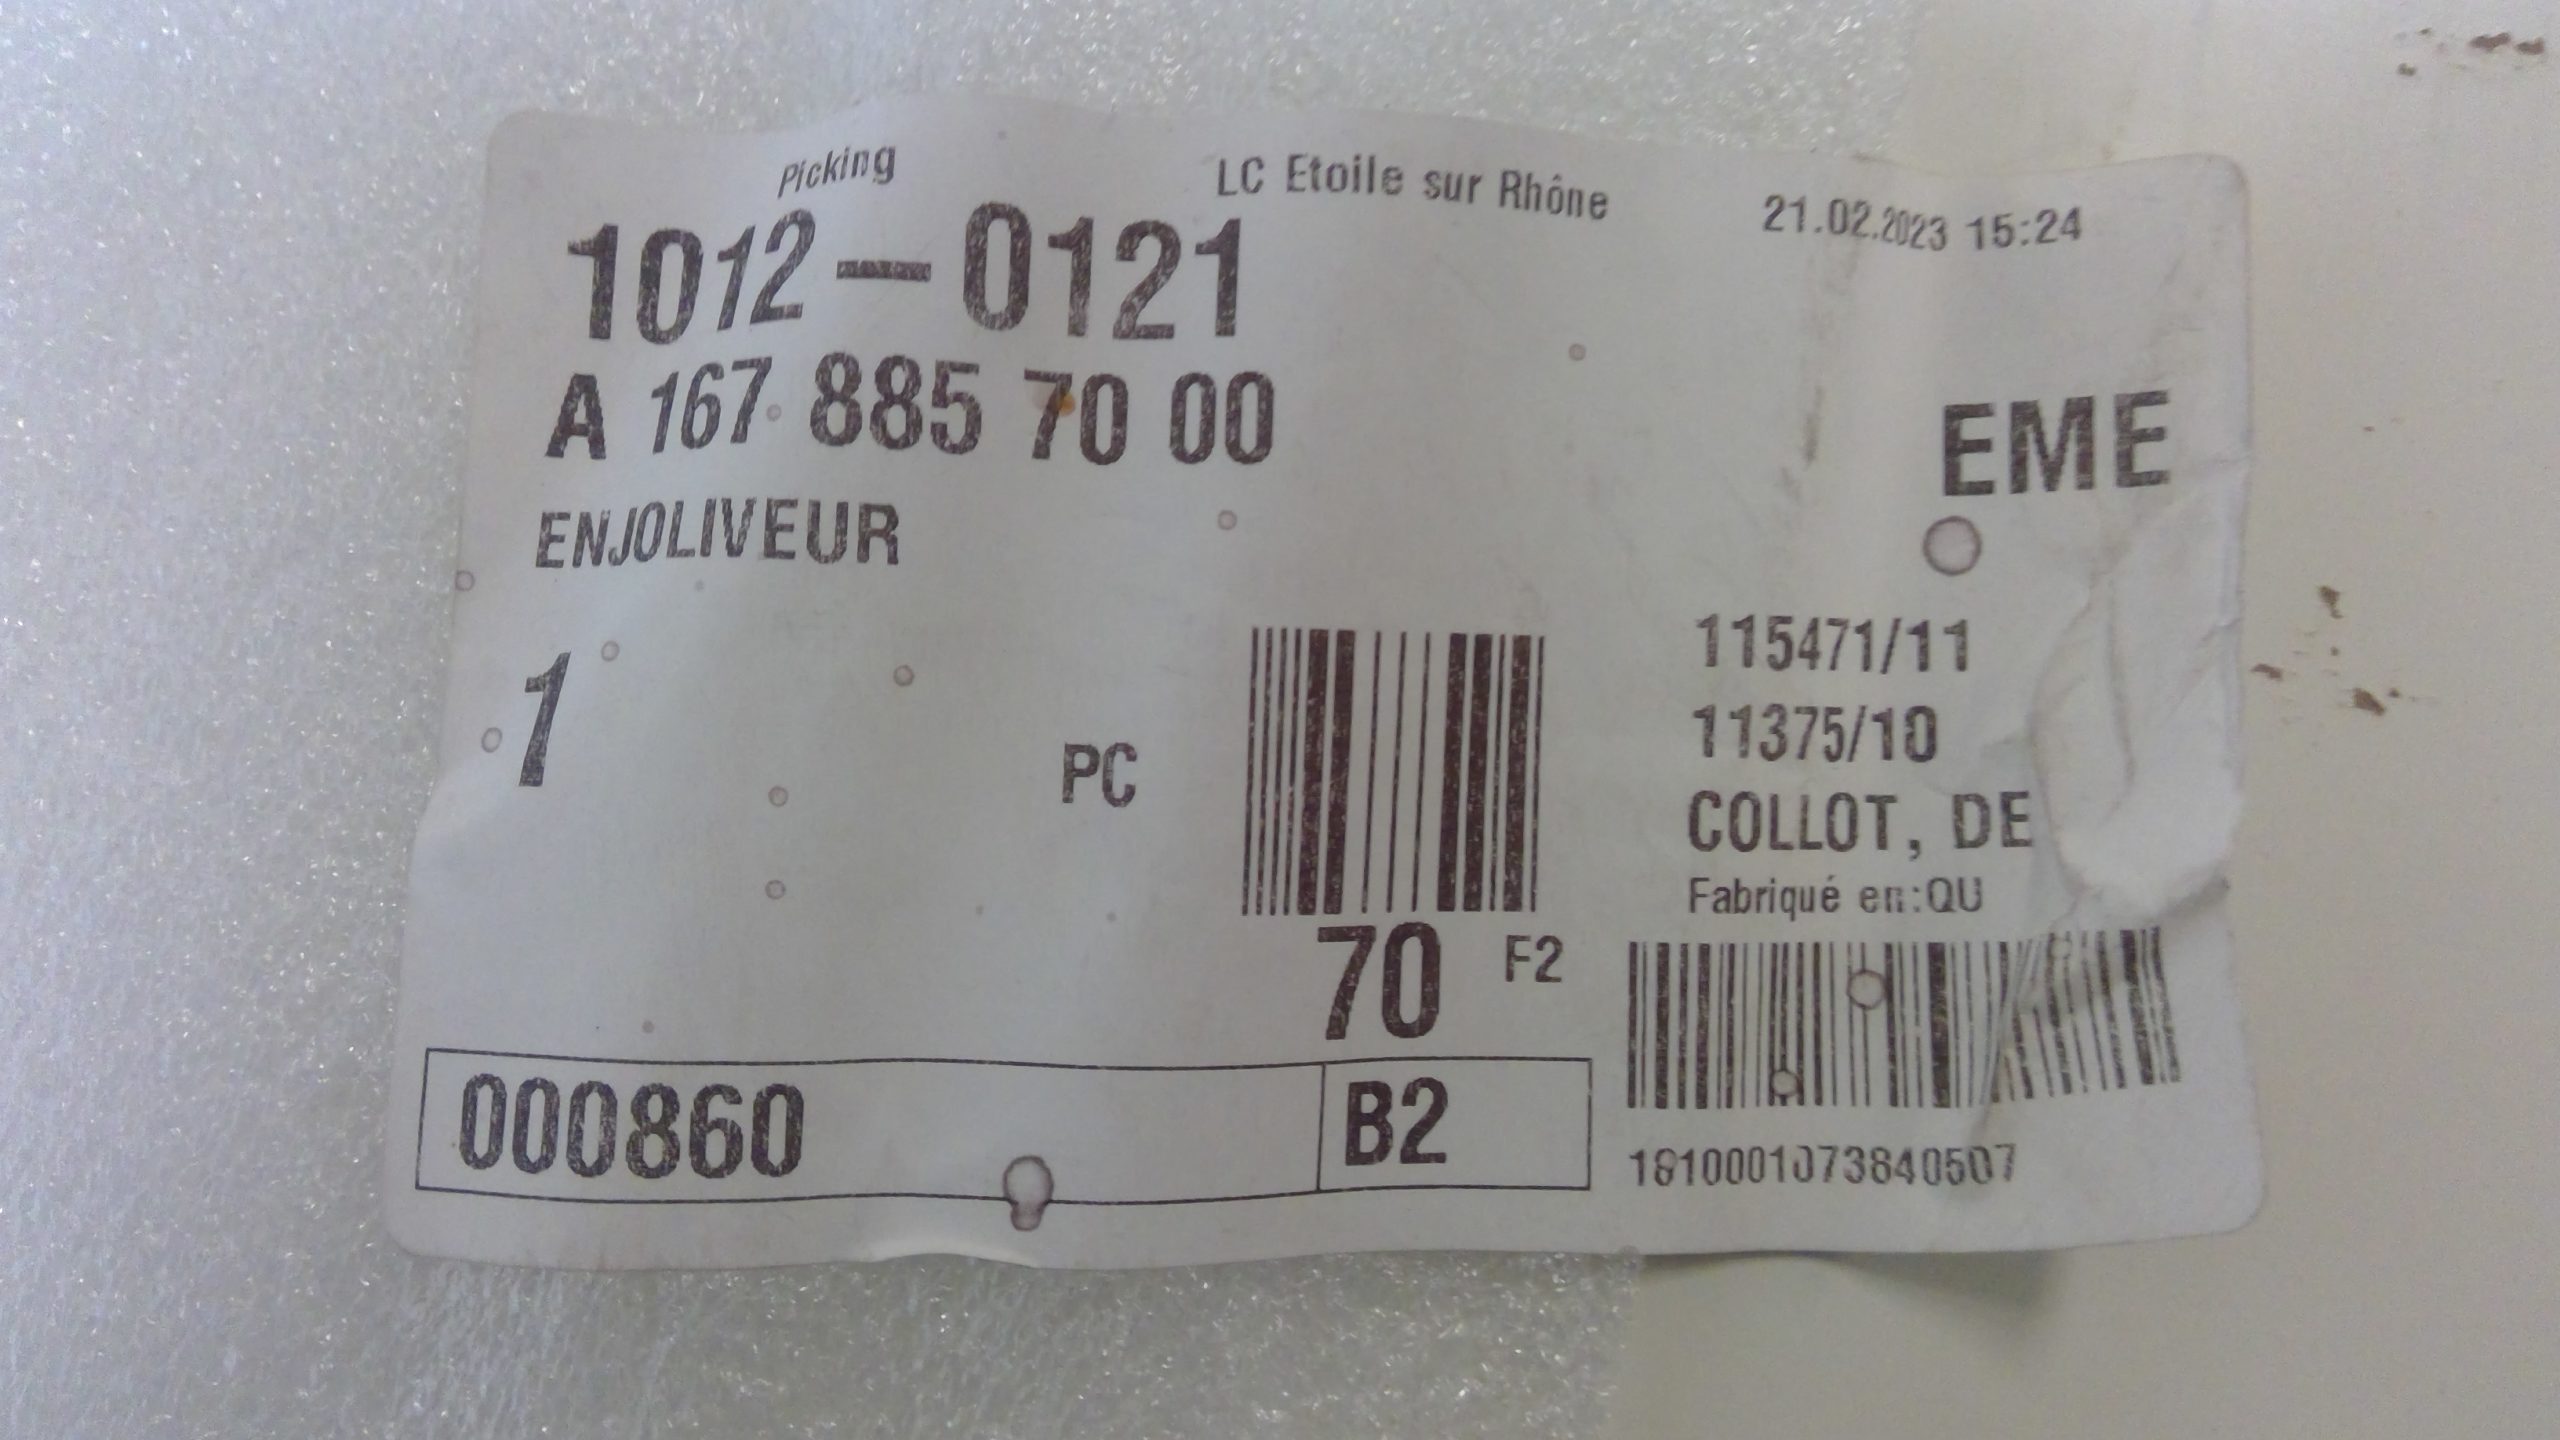 Picking LC Etoile sur Rhône 21.02.2023 15:24
1012-0121
A 167 885 70 00
EME
ENJOLIVEUR
1 PC
115471/11
11375/10
COLLOT, DE
Fabriqué en:QU
70 F2
000860 B2
1810001073840507